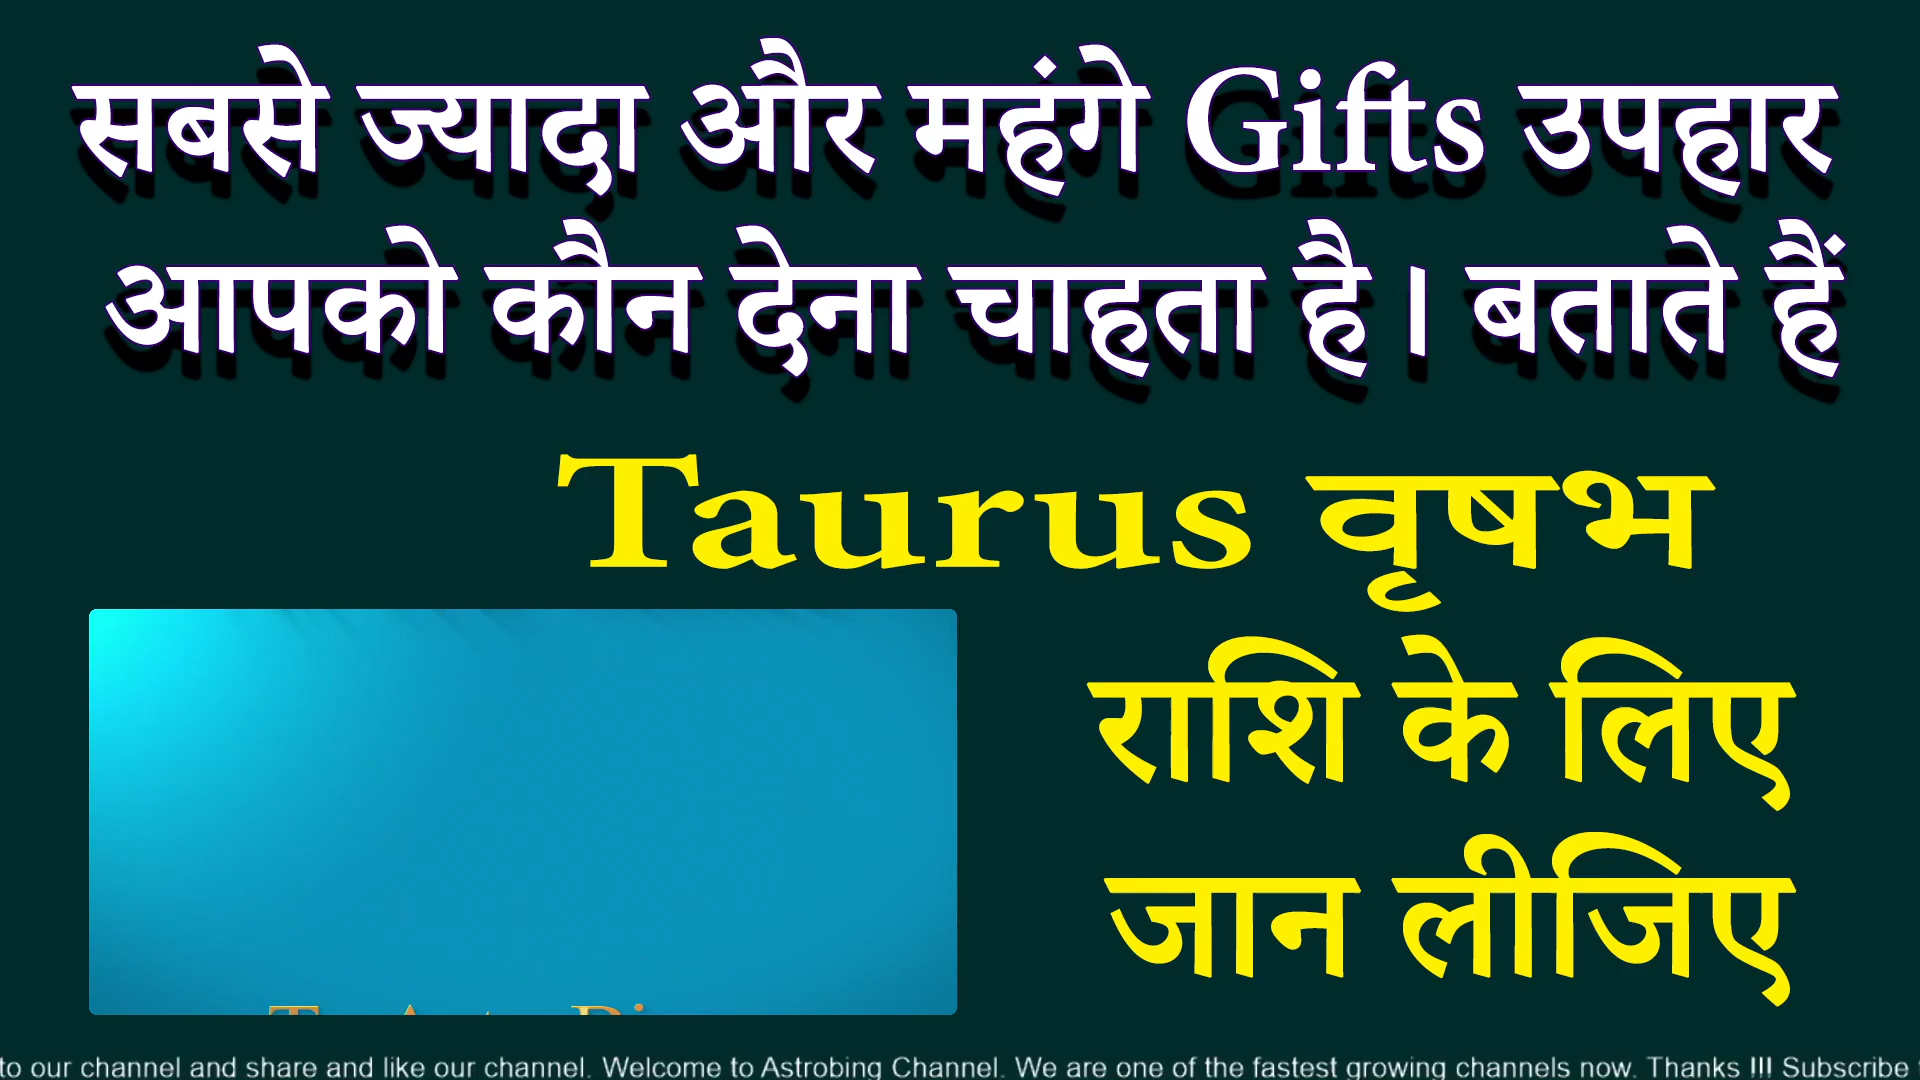 सबसे ज्यादा और महंगे Gifts उपहार
आपको कौन देना चाहता है । बताते हैं
Taurus वृषभ
राशि के लिए
जान लीजिए
to our channel and share and like our channel. Welcome to Astrobing Channel. We are one of the fastest growing channels now. Thanks !!! Subscribe